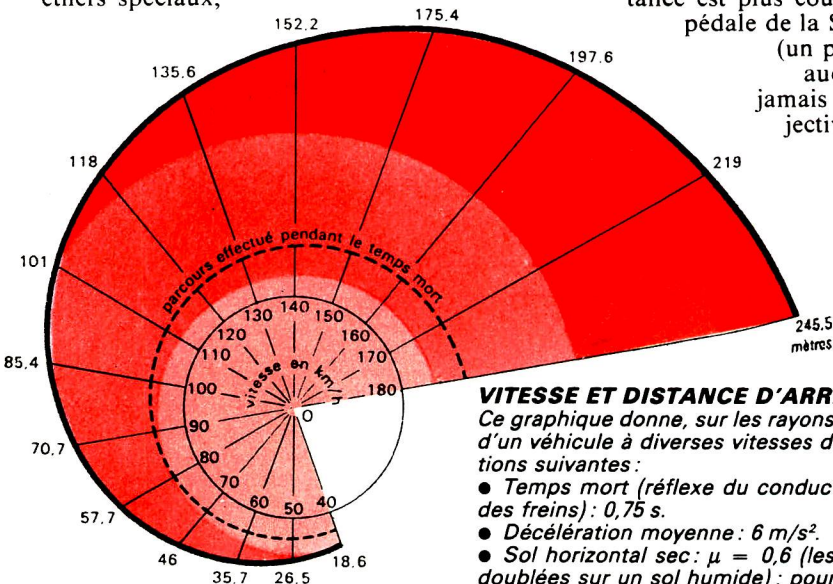 éthers spéciaux,
pédale de la S
(un p
jamais
152.2
175.4
135.6
197.6
118
219
101
parcours effectué pendant le temps mort
245.5
mètres
85.4
130 140 150
120 160
110 170
100 180
vitesse en km/h
0
90
80
70
60 50 40
70.7
57.7
46
35.7
26.5
18.6
VITESSE ET DISTANCE D'ARR
Ce graphique donne, sur les rayons
d'un véhicule à diverses vitesses d
tions suivantes :
● Temps mort (réflexe du conduc
des freins) : 0,75 s.
● Décélération moyenne : 6 m/s².
● Sol horizontal sec : μ = 0,6 (les
doublées sur un sol humide) : pour